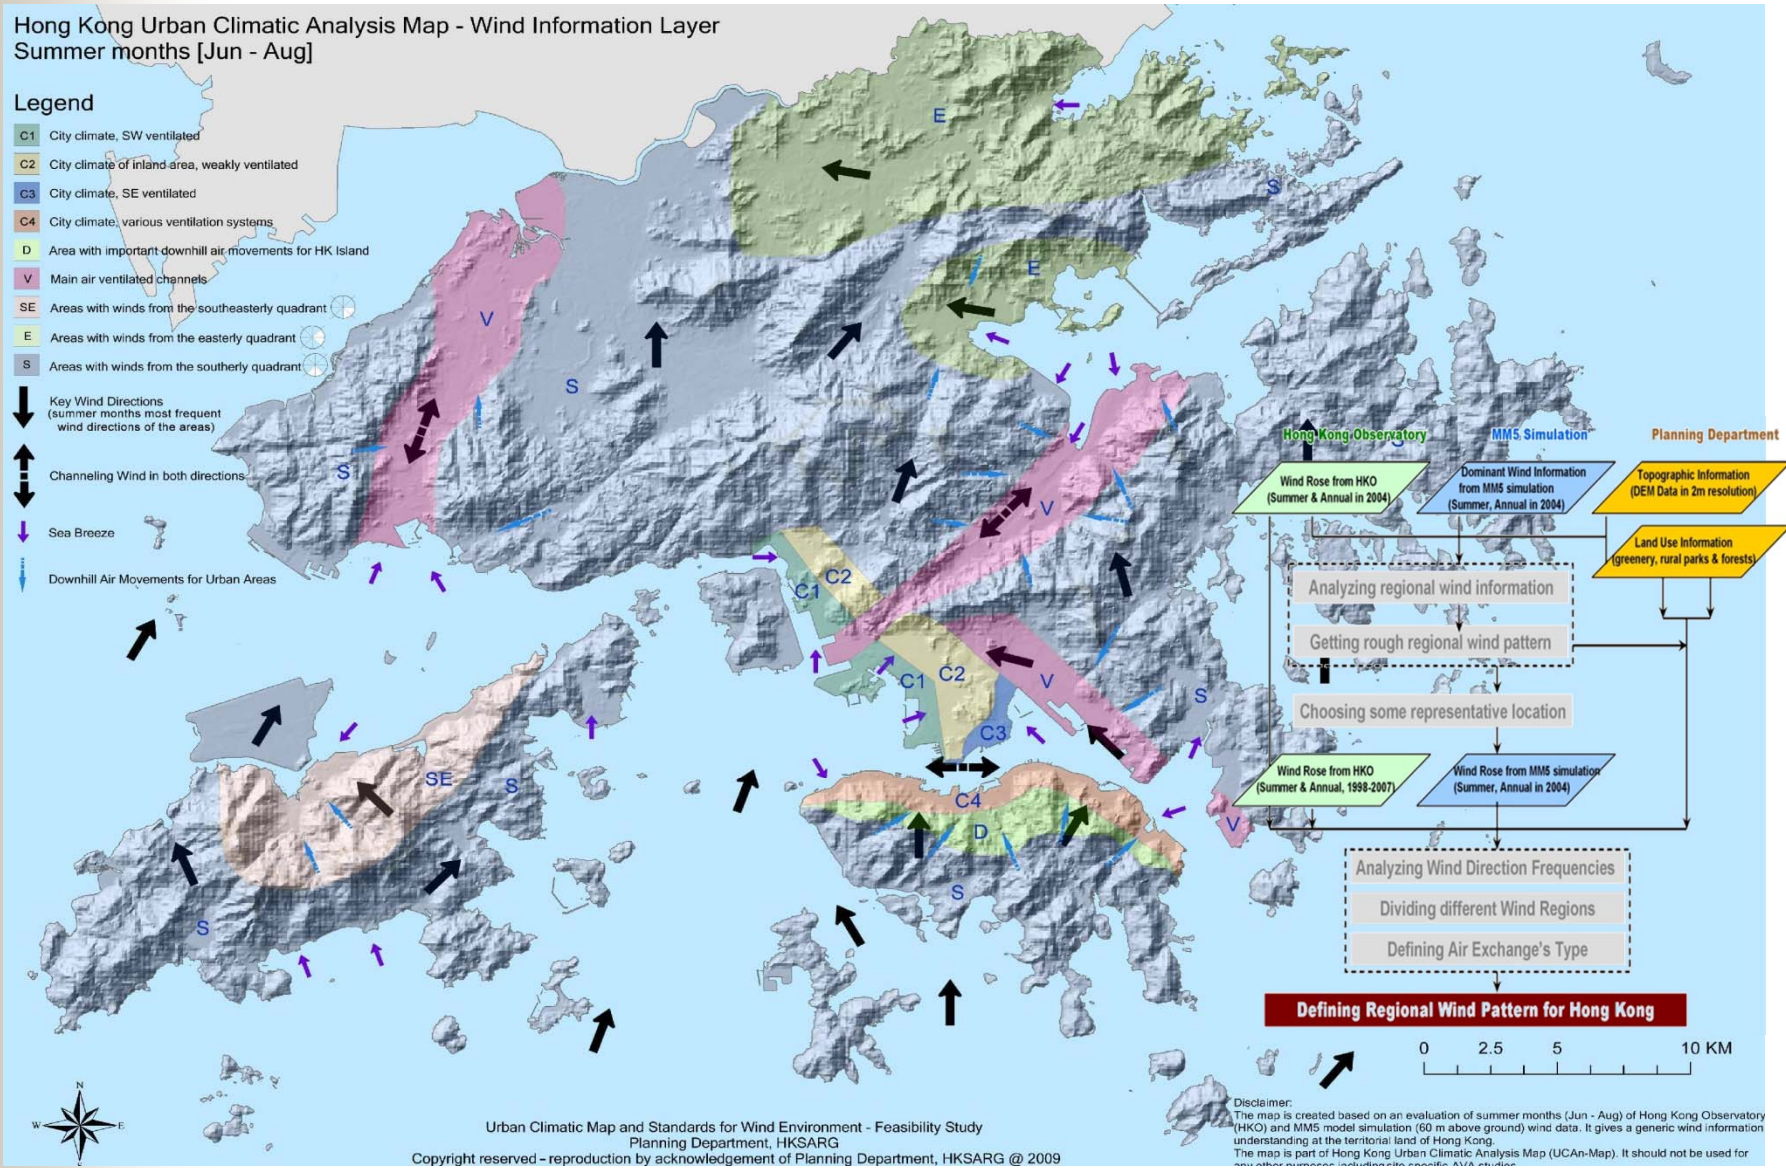 Hong Kong Urban Climatic Analysis Map - Wind Information Layer
Summer months [Jun - Aug]
Legend
C1 City climate, SW ventilated
C2 City climate of inland area, weakly ventilated
C3 City climate, SE ventilated
C4 City climate, various ventilation systems
D Area with important downhill air movements for HK Island
V Main air ventilated channels
SE Areas with winds from the southeasterly quadrant
E Areas with winds from the easterly quadrant
S Areas with winds from the southerly quadrant
Key Wind Directions
(summer months most frequent
wind directions of the areas)
Channeling Wind in both directions
Sea Breeze
Downhill Air Movements for Urban Areas
E
S
E
V
S
S
V
C2
C1
C2
C1
V
S
C3
SE
S
C4
D
V
S
S
Hong Kong Observatory
MM5 Simulation
Planning Department
Wind Rose from HKO
(Summer & Annual in 2004)
Dominant Wind Information
from MM5 simulation
(Summer, Annual in 2004)
Topographic Information
(DEM Data in 2m resolution)
Land Use Information
(greenery, rural parks & forests)
Analyzing regional wind information
Getting rough regional wind pattern
Choosing some representative location
Wind Rose from HKO
(Summer & Annual, 1998-2007)
Wind Rose from MM5 simulation
(Summer, Annual in 2004)
Analyzing Wind Direction Frequencies
Dividing different Wind Regions
Defining Air Exchange's Type
Defining Regional Wind Pattern for Hong Kong
0 2.5 5 10 KM
N
W E
S
Urban Climatic Map and Standards for Wind Environment - Feasibility Study
Planning Department, HKSARG
Copyright reserved - reproduction by acknowledgement of Planning Department, HKSARG @ 2009
Disclaimer:
The map is created based on an evaluation of summer months (Jun - Aug) of Hong Kong Observatory
(HKO) and MM5 model simulation (60 m above ground) wind data. It gives a generic wind information
understanding at the territorial land of Hong Kong.
The map is part of Hong Kong Urban Climatic Analysis Map (UCAn-Map). It should not be used for
any other purposes including site specific AVA studies.